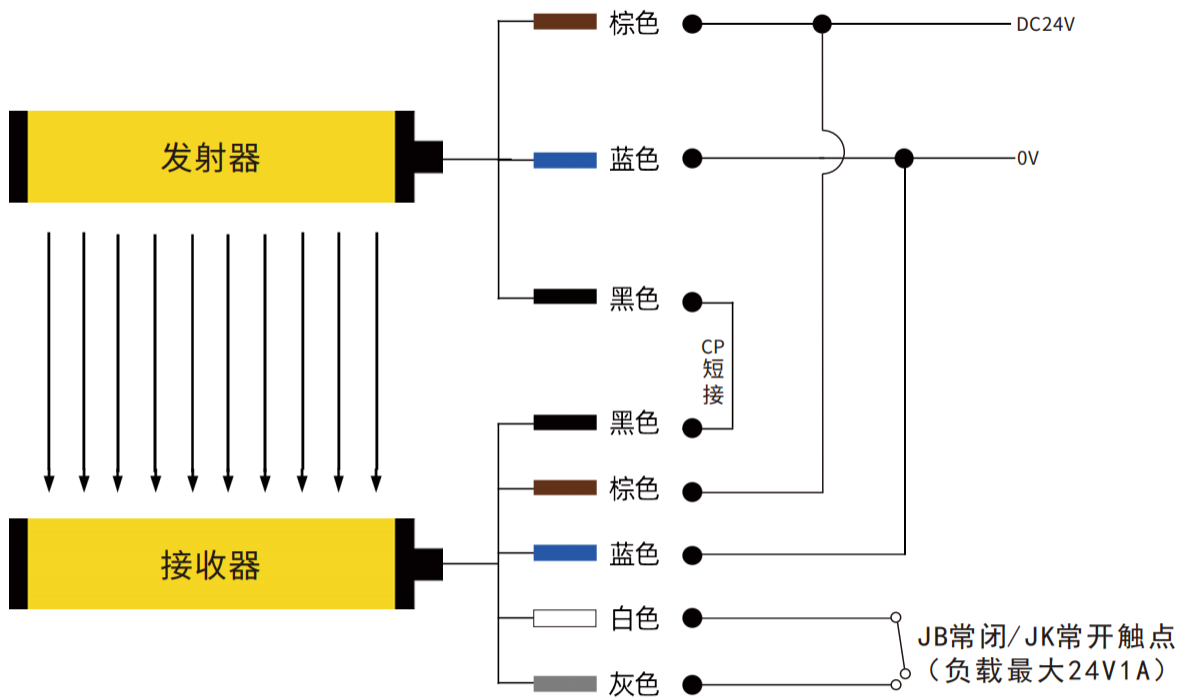 棕色
DC24V
发射器
蓝色
0V
黑色
CP
短
接
黑色
棕色
蓝色
接收器
白色
JB常闭/JK常开触点
（负载最大24V1A）
灰色